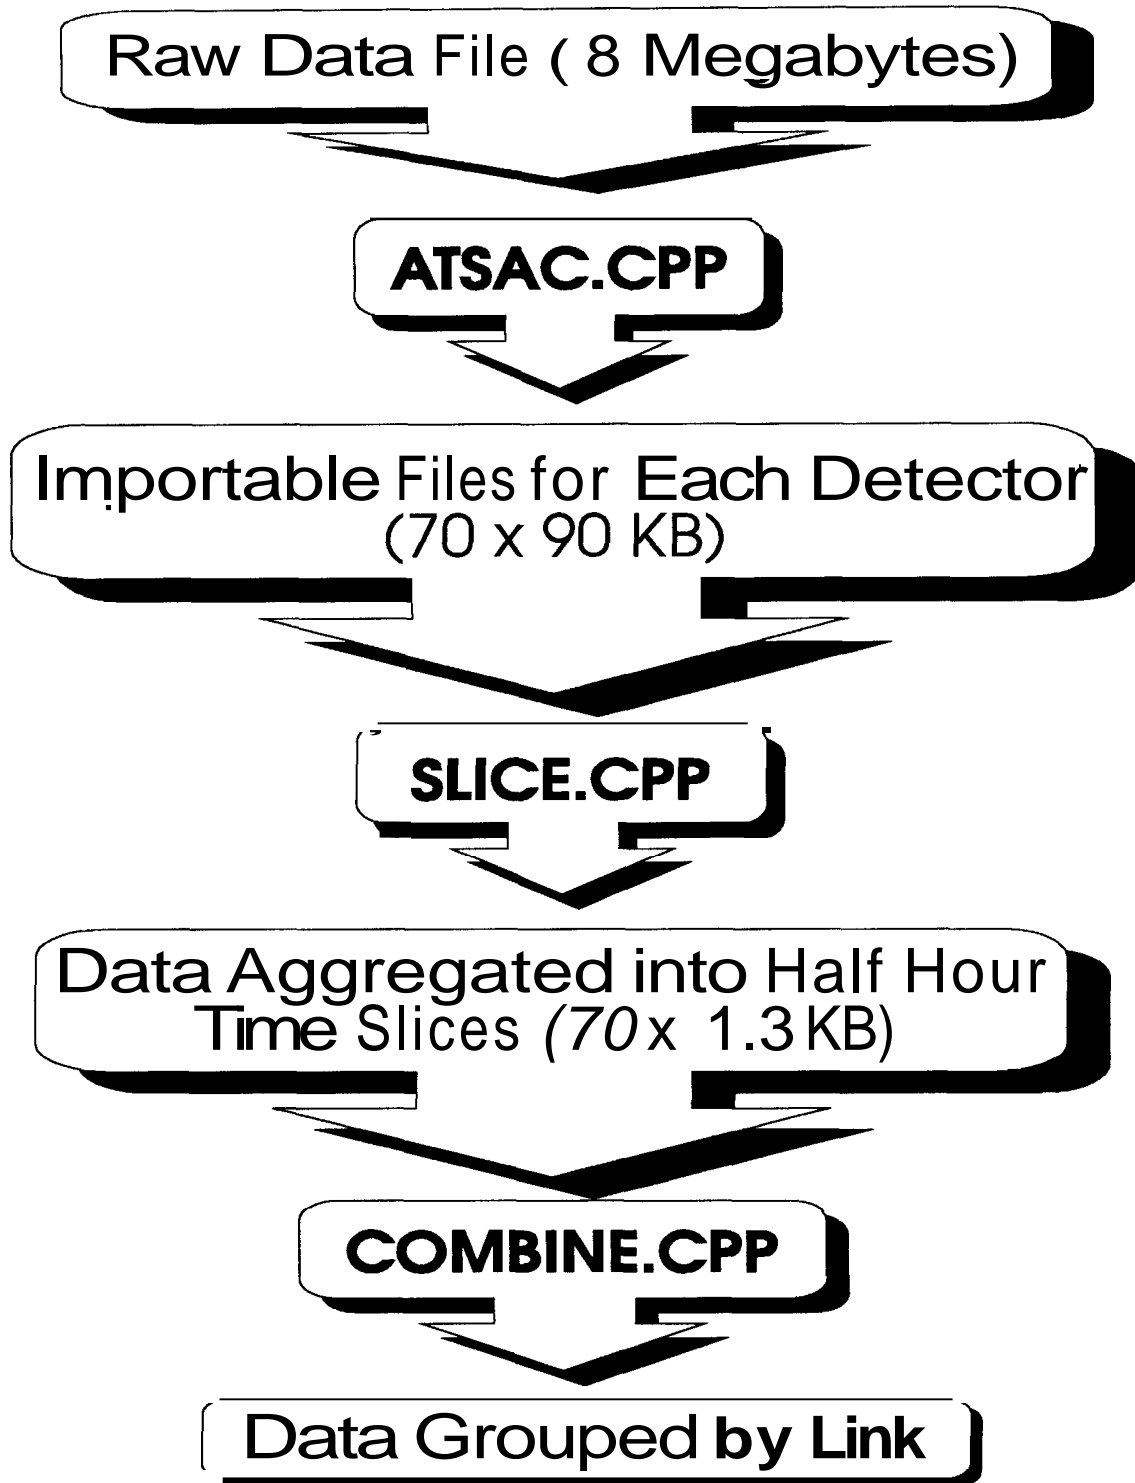 Raw Data File ( 8 Megabytes)
ATSAC.CPP
Importable Files for Each Detector
(70 x 90 KB)
SLICE.CPP
Data Aggregated into Half Hour
Time Slices (70 x 1.3 KB)
COMBINE.CPP
Data Grouped by Link